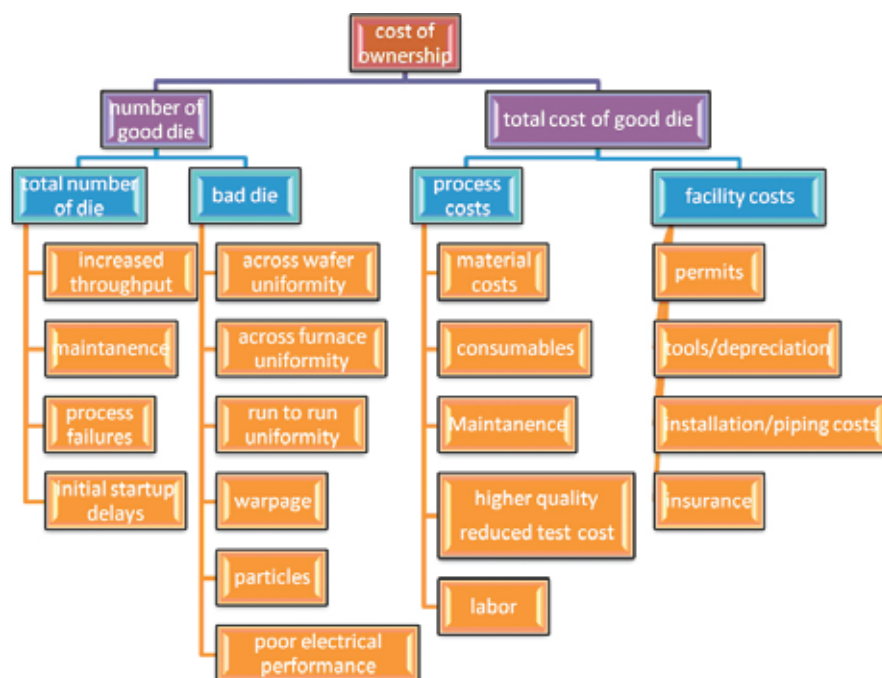 cost of
ownership
number of
good die
total cost of good die
total number
of die
bad die
process
costs
facility costs
increased
throughput
maintanence
process
failures
initial startup
delays
across wafer
uniformity
across furnace
uniformity
run to run
uniformity
warpage
particles
poor electrical
performance
material
costs
consumables
Maintanence
higher quality
reduced test cost
labor
permits
tools/depreciation
installation/piping costs
insurance